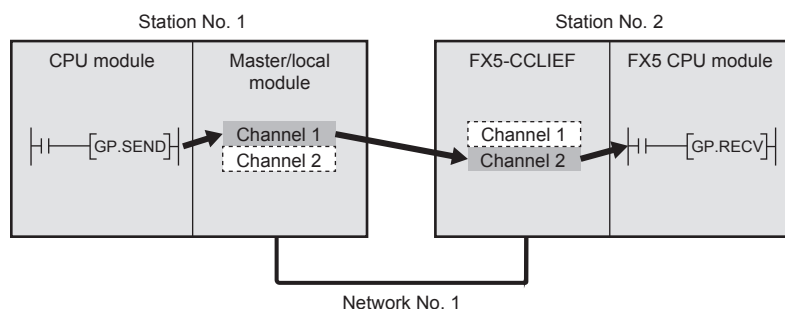 Station No. 1
Station No. 2
CPU module
Master/local
module
FX5-CCLIEF
FX5 CPU module
GP.SEND
Channel 1
Channel 2
Channel 1
Channel 2
GP.RECV
Network No. 1